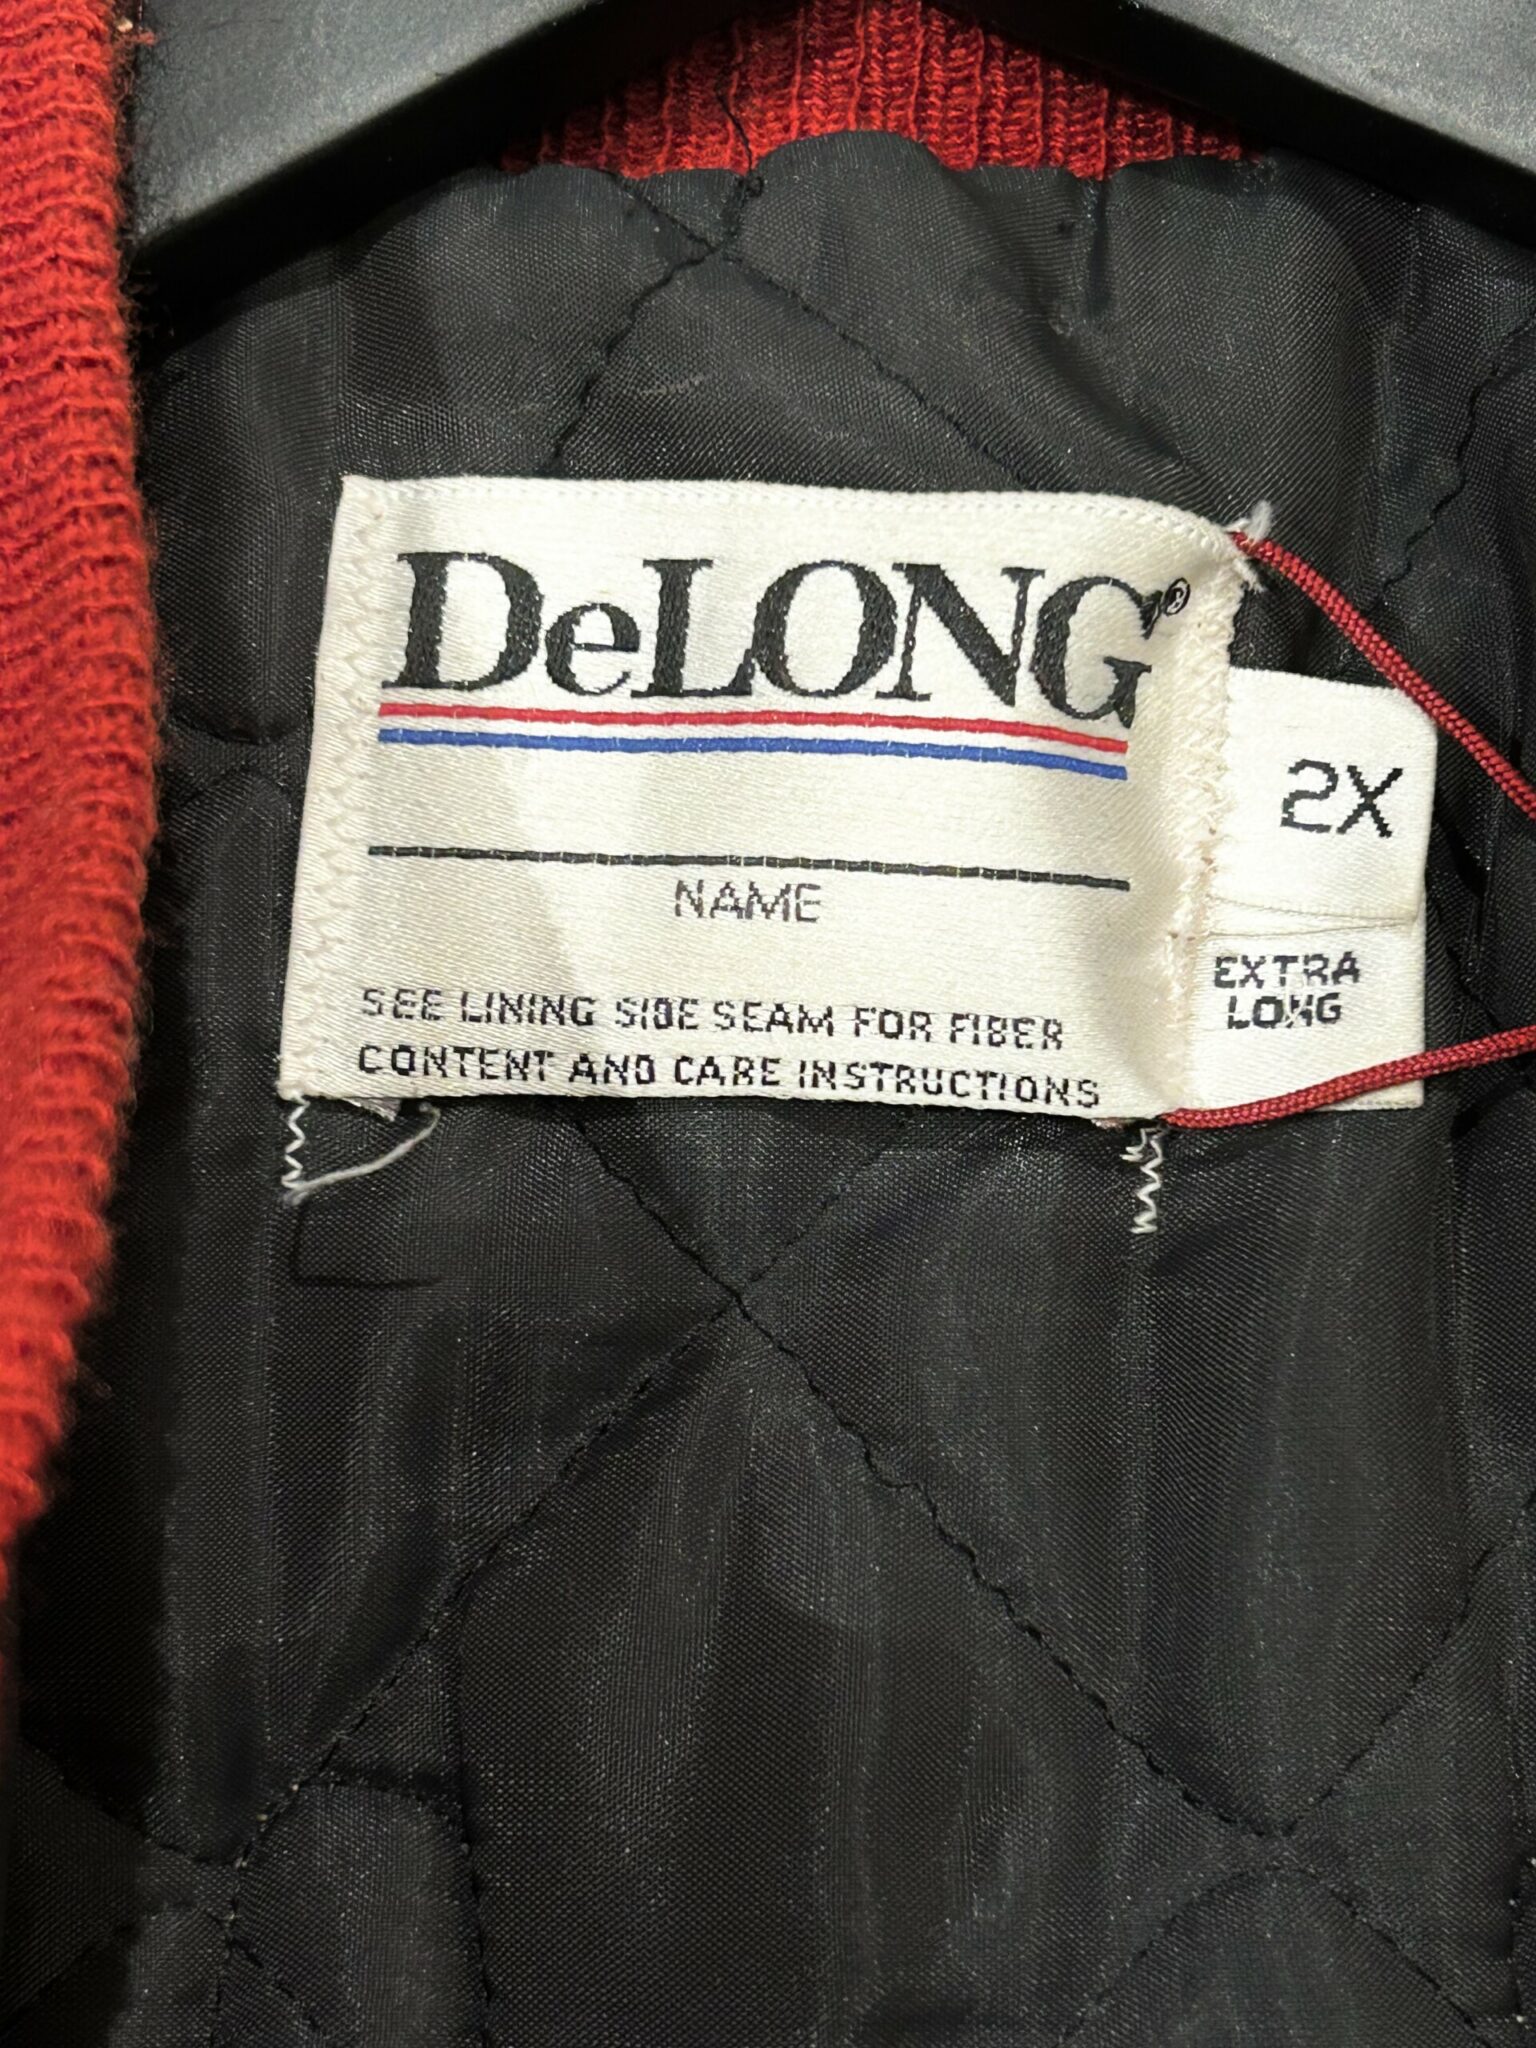 DeLONG®
2X
NAME
EXTRA
LONG
SEE LINING SIDE SEAM FOR FIBER
CONTENT AND CARE INSTRUCTIONS